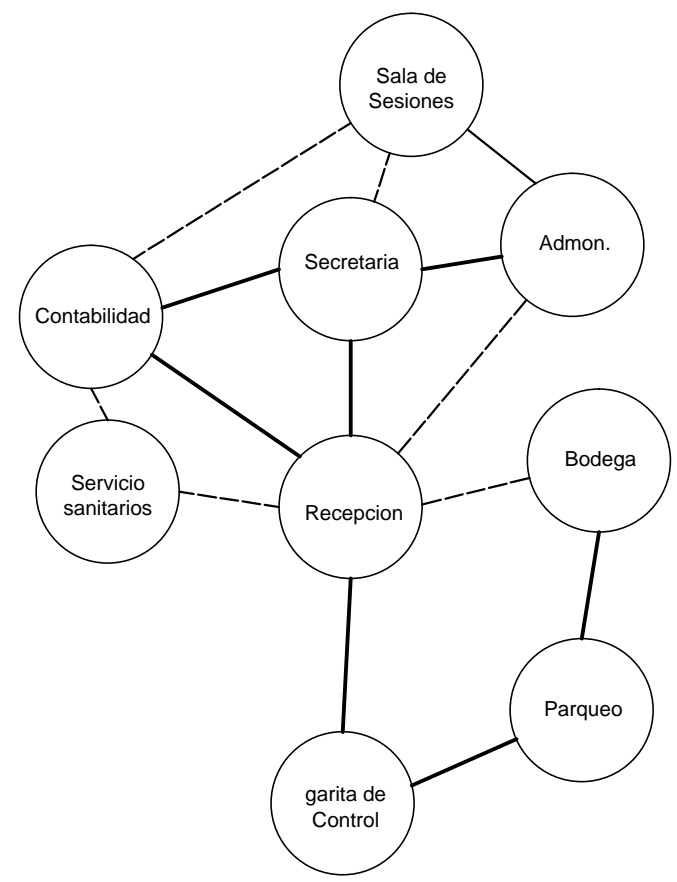 Sala de
Sesiones
Admon.
Secretaria
Contabilidad
Bodega
Servicio
sanitarios
Recepcion
Parqueo
garita de
Control